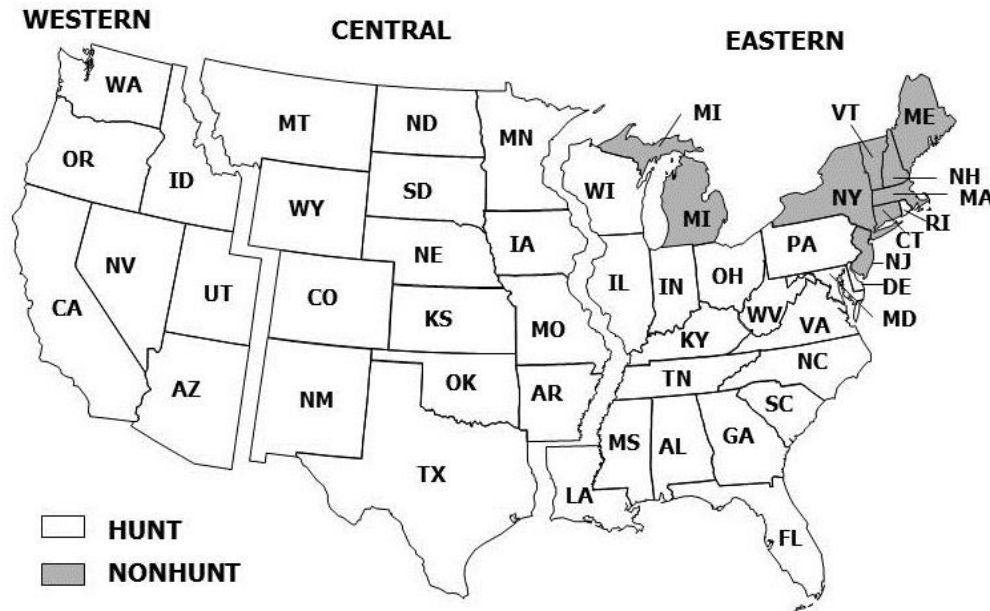 WESTERN
CENTRAL
EASTERN
WA
MT
ND
MN
MI
VT
ME
OR
ID
WY
SD
WI
MI
NY
NH
MA
RI
CT
NJ
DE
MD
NV
UT
CO
NE
IA
IL
IN
OH
PA
CA
KS
MO
KY
WV
VA
AZ
NM
OK
AR
TN
NC
SC
TX
LA
MS
AL
GA
FL
HUNT
NONHUNT